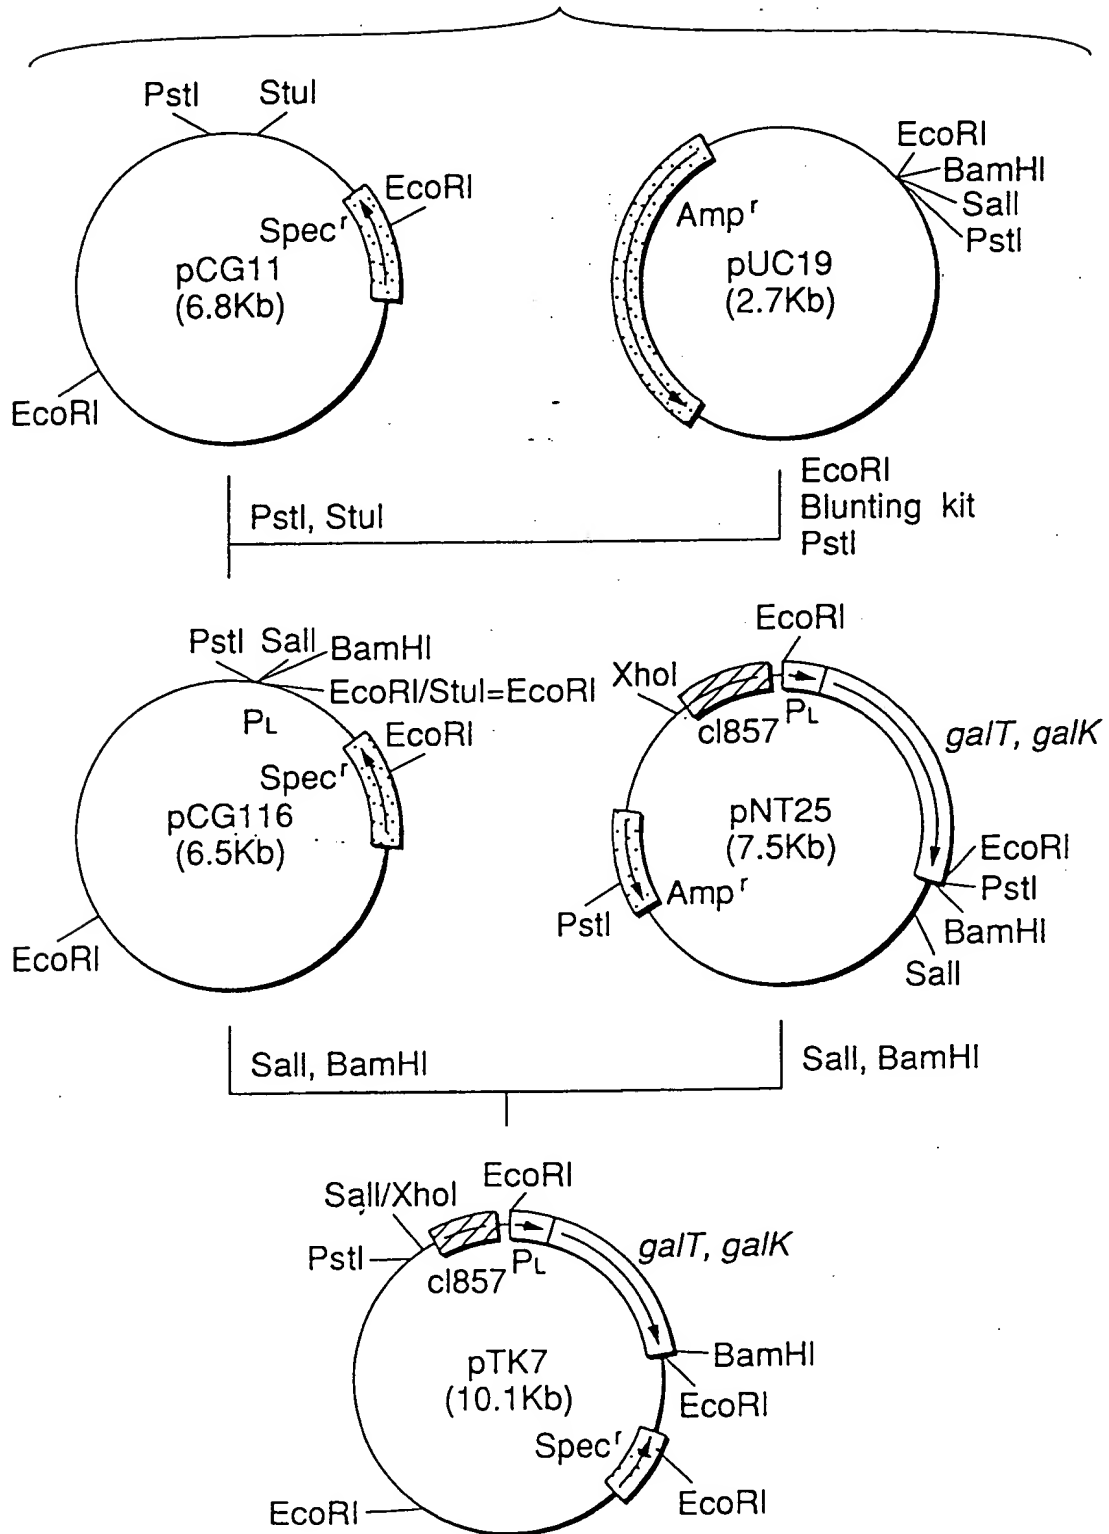 PstI StuI
EcoRI
Spec^r
pCG11
(6.8Kb)
EcoRI
EcoRI
BamHI
SalI
PstI
Amp^r
pUC19
(2.7Kb)
PstI, StuI
EcoRI
Blunting kit
PstI
PstI SalI BamHI
EcoRI/StuI=EcoRI
PL
EcoRI
Spec^r
pCG116
(6.5Kb)
EcoRI
EcoRI
XhoI
cI857
PL
galT, galK
pNT25
(7.5Kb)
EcoRI
PstI
BamHI
SalI
Amp^r
PstI
SalI, BamHI
SalI, BamHI
EcoRI
SalI/XhoI
PstI
cI857
PL
galT, galK
pTK7
(10.1Kb)
BamHI
EcoRI
Spec^r
EcoRI
EcoRI